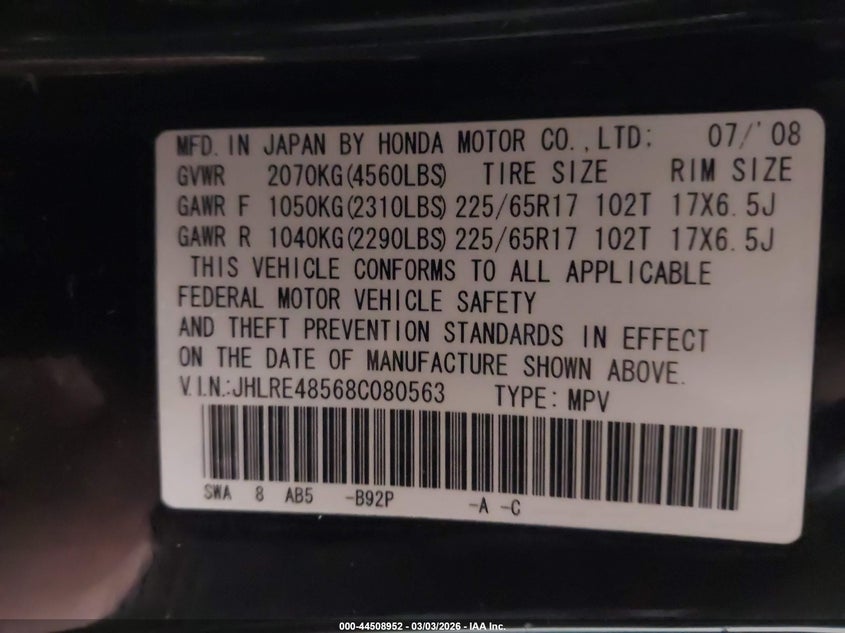 MFD. IN JAPAN BY HONDA MOTOR CO.,LTD: 07/'08
GVWR 2070KG(4560LBS) TIRE SIZE RIM SIZE
GAWR F 1050KG(2310LBS) 225/65R17 102T 17X6.5J
GAWR R 1040KG(2290LBS) 225/65R17 102T 17X6.5J
THIS VEHICLE CONFORMS TO ALL APPLICABLE
FEDERAL MOTOR VEHICLE SAFETY
AND THEFT PREVENTION STANDARDS IN EFFECT
ON THE DATE OF MANUFACTURE SHOWN ABOVE.
V.I.N.:JHLRE48568C080563 TYPE: MPV
SWA 8 AB5 -B92P -A -C
000-44508952 - 03/03/2026 - IAA Inc.